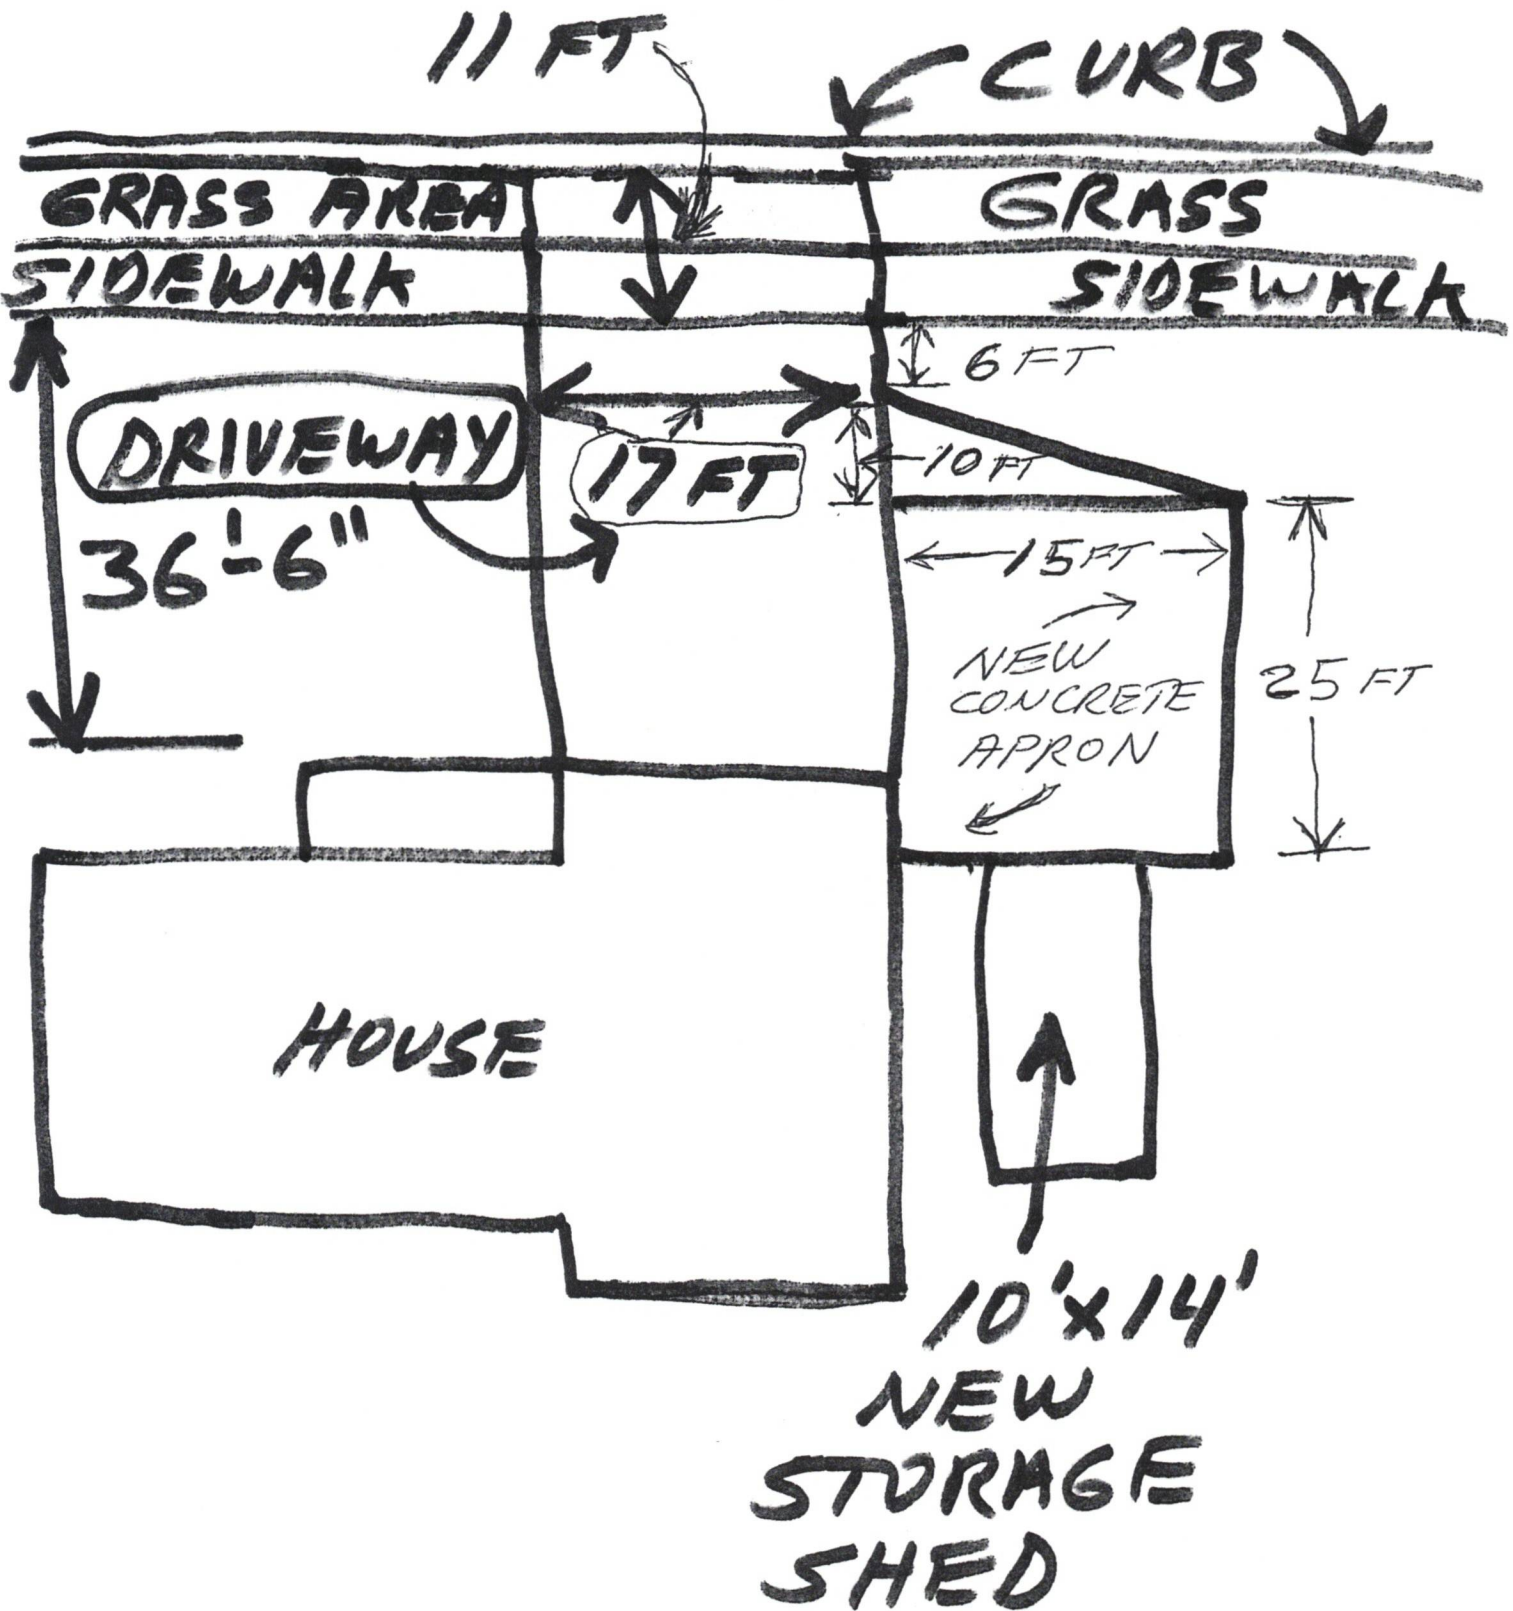 11 FT
CURB
GRASS AREA
GRASS
SIDEWALK
SIDEWALK
6 FT
DRIVEWAY
17 FT
10 FT
36'-6"
15 FT
NEW
CONCRETE
APRON
25 FT
HOUSE
10'x14'
NEW
STORAGE
SHED